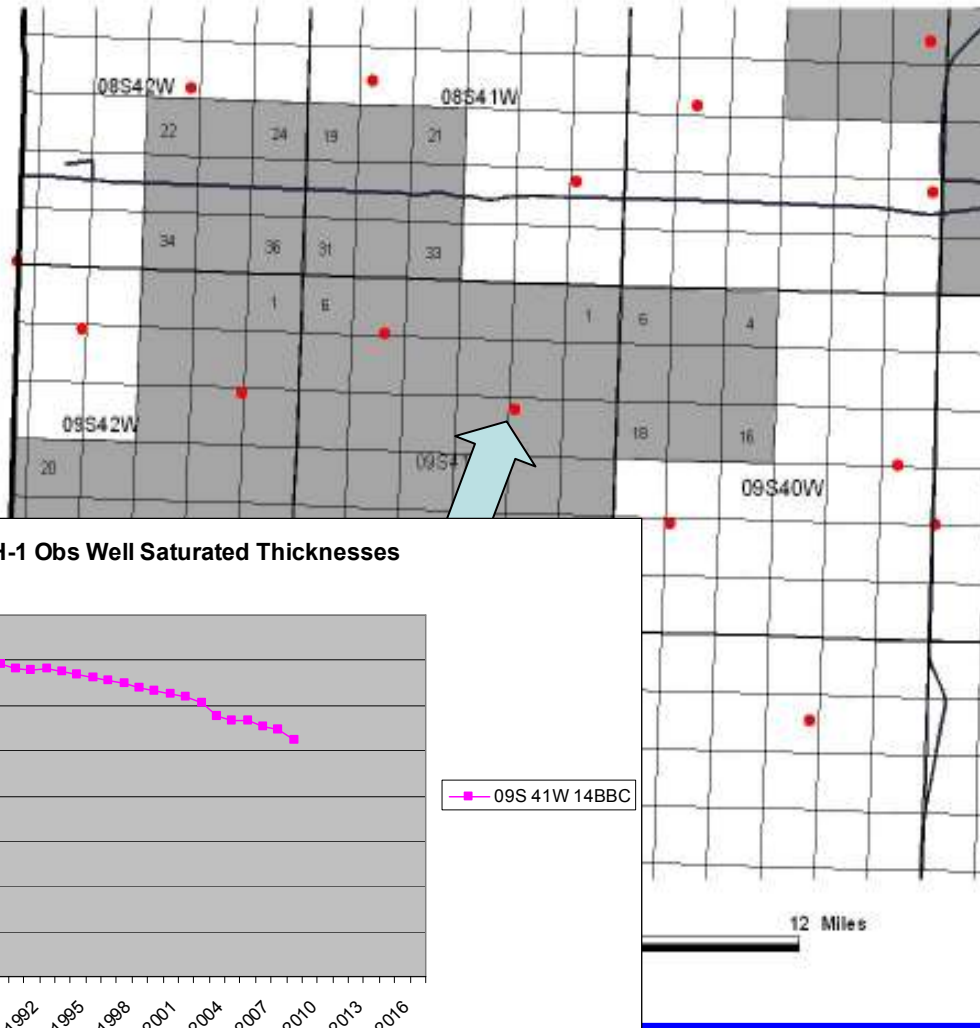 08S42W
08S41W
22 24 19 21
34 36 31 33
1 6 1 6 4
09S42W
18 16
20
09S4
09S40W
H-1 Obs Well Saturated Thicknesses
09S 41W 14BBC
12 Miles
1992 1995 1998 2001 2004 2007 2010 2013 2016